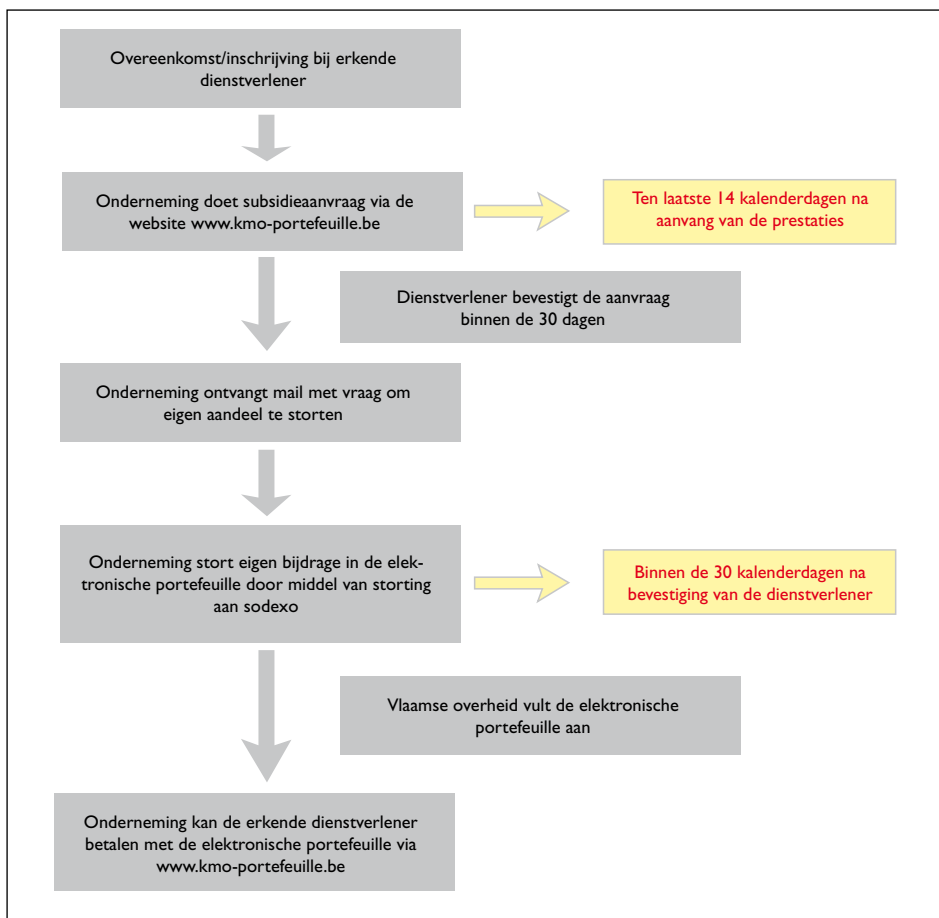 Overeenkomst/inschrijving bij erkende
dienstverlener
Onderneming doet subsidieaanvraag via de
website www.kmo-portefeuille.be
Ten laatste 14 kalenderdagen na
aanvang van de prestaties
Dienstverlener bevestigt de aanvraag
binnen de 30 dagen
Onderneming ontvangt mail met vraag om
eigen aandeel te storten
Onderneming stort eigen bijdrage in de elek-
tronische portefeuille door middel van storting
aan sodexo
Binnen de 30 kalenderdagen na
bevestiging van de dienstverlener
Vlaamse overheid vult de elektronische
portefeuille aan
Onderneming kan de erkende dienstverlener
betalen met de elektronische portefeuille via
www.kmo-portefeuille.be